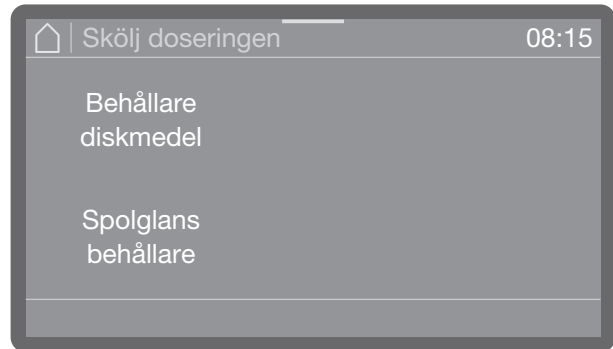 Skölj doseringen 08:15
Behållare
diskmedel
Spolglans
behållare